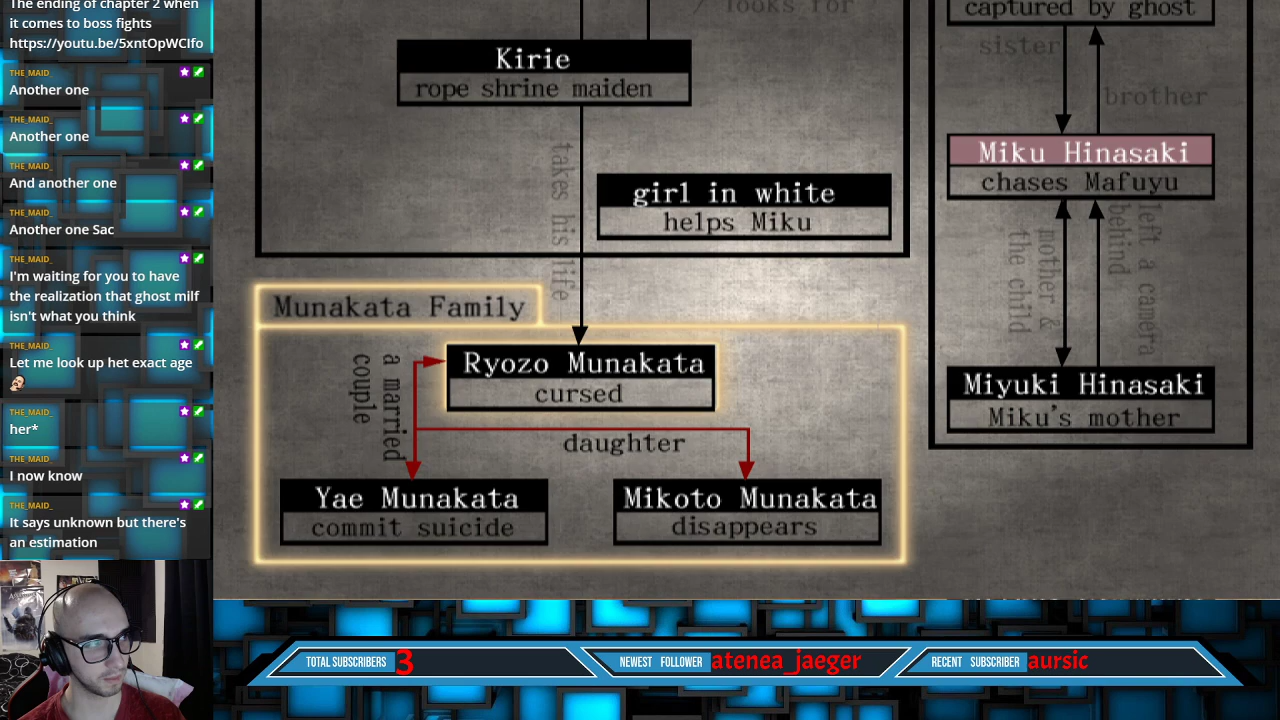 The ending of chapter 2 when
it comes to boss fights
https://youtu.be/5xntOpWCIfo
THE_MAID_
Another one
THE_MAID_
Another one
THE_MAID_
And another one
THE_MAID_
Another one Sac
THE_MAID_
I'm waiting for you to have
the realization that ghost milf
isn't what you think
THE_MAID_
Let me look up het exact age
THE_MAID_
her*
THE_MAID_
I now know
THE_MAID_
It says unknown but there's
an estimation
looks for
Kirie
rope shrine maiden
takes his life
girl in white
helps Miku
Munakata Family
Ryozo Munakata
cursed
a married
couple
daughter
Yae Munakata
commit suicide
Mikoto Munakata
disappears
captured by ghost
sister
brother
Miku Hinasaki
chases Mafuyu
mother &
the child
left a camera
behind
Miyuki Hinasaki
Miku's mother
TOTAL SUBSCRIBERS 3
NEWEST FOLLOWER atenea_jaeger
RECENT SUBSCRIBER aursic